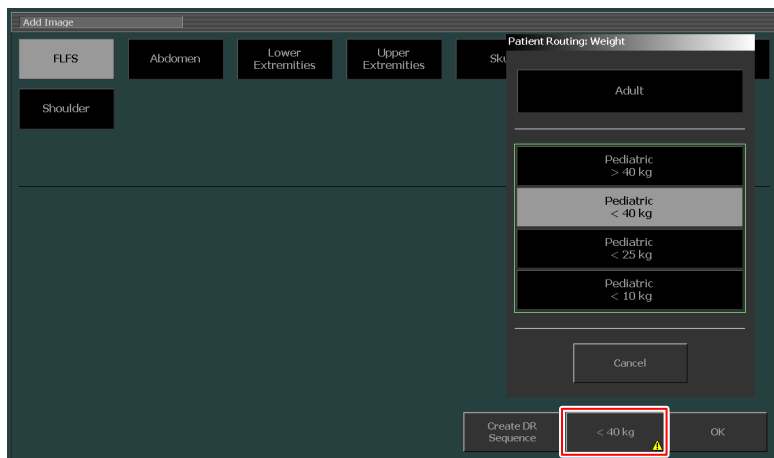 Add Image
Patient Routing: Weight
FLFS
Abdomen
Lower
Extremities
Upper
Extremities
Adult
Shoulder
Pediatric
> 40 kg
Pediatric
< 40 kg
Pediatric
< 25 kg
Pediatric
< 10 kg
Cancel
Create DR
Sequence
< 40 kg
OK